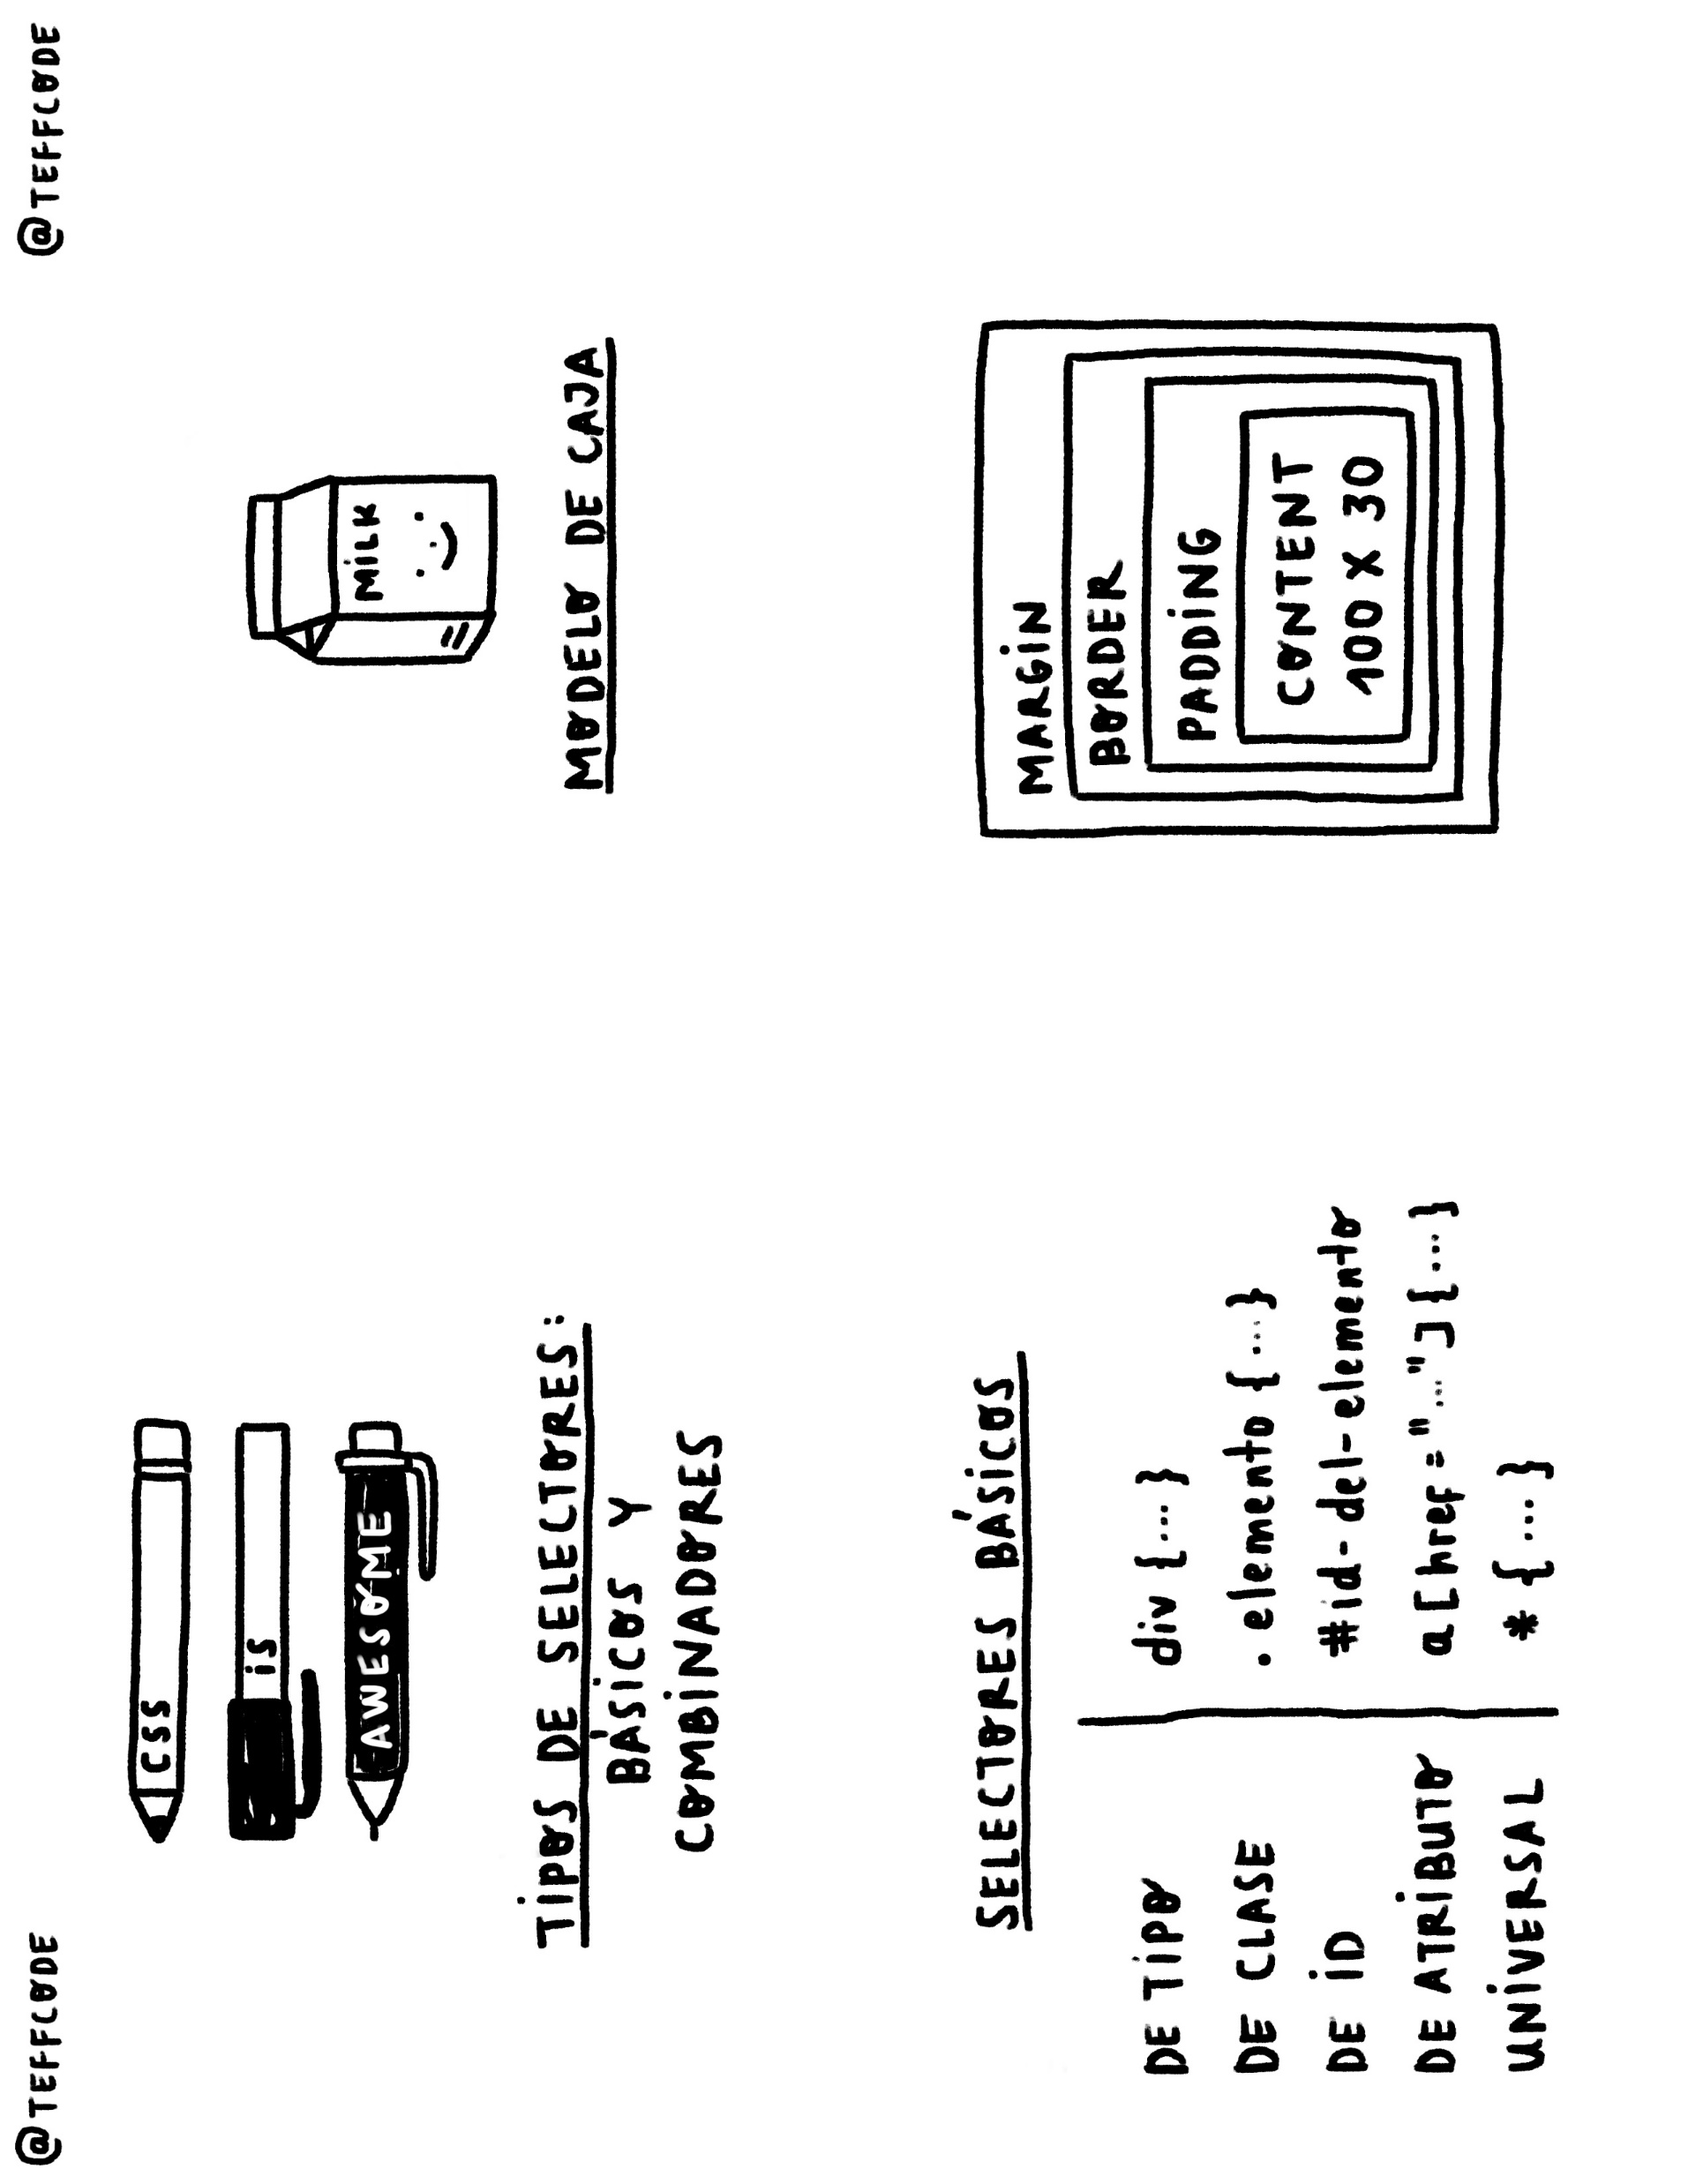 @TEFFCODE
CSS
is
AWESOME
TIPOS DE SELECTORES:
BÁSICOS Y
COMBINADORES
SELECTORES BÁSICOS
DE TIPO div {...}
DE CLASE .elemento {...}
DE ID #id-del-elemento
DE ATRIBUTO a[href="..."] {...}
UNIVERSAL * {...}
@TEFFCODE
MILK
MODELO DE CAJA
MARGIN
BORDER
PADDING
CONTENT
100 X 30